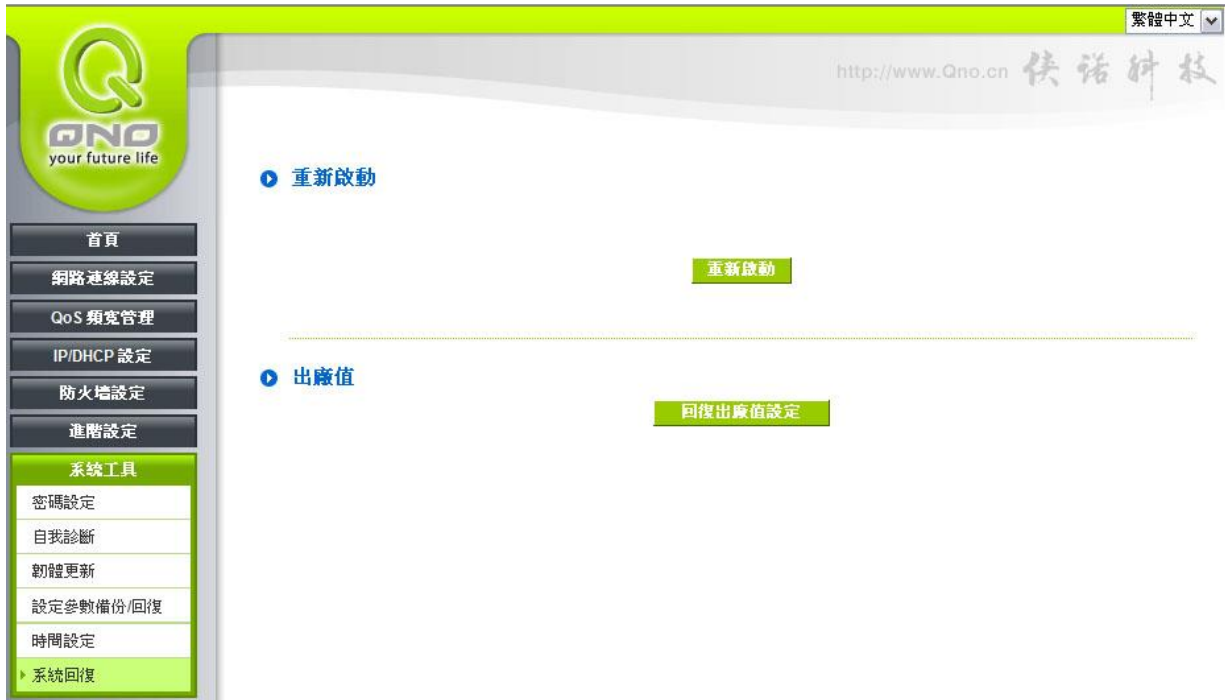 繁體中文
http://www.Qno.cn 俠諾科技
QNO
your future life
重新啟動
首頁
重新啟動
網路連線設定
QoS 頻寬管理
IP/DHCP 設定
防火墻設定
出廠值
回復出廠值設定
進階設定
系統工具
密碼設定
自我診斷
韌體更新
設定參數備份/回復
時間設定
系統回復